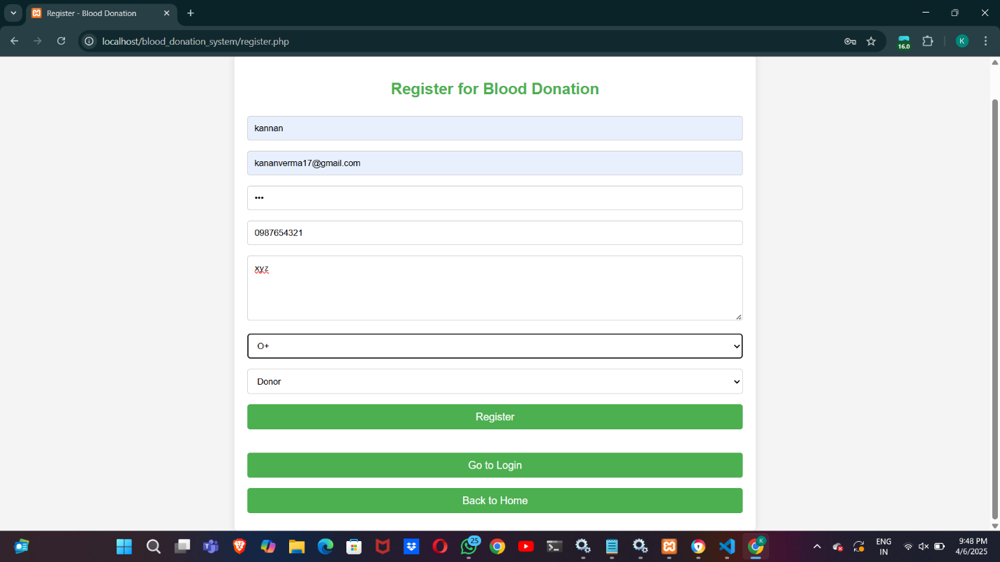 Register - Blood Donation
localhost/blood_donation_system/register.php
16.0
K
Register for Blood Donation
kannan
kananverma17@gmail.com
•••
0987654321
xyz
O+
Donor
Register
Go to Login
Back to Home
25
K
ENG
IN
9:48 PM
4/6/2025